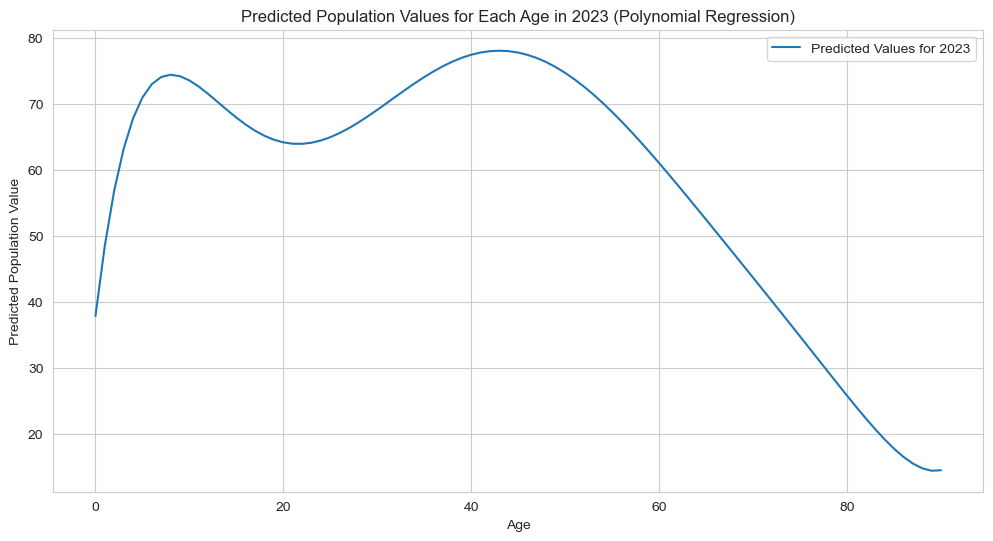 Predicted Population Values for Each Age in 2023 (Polynomial Regression)
Predicted Values for 2023
Predicted Population Value
80
70
60
50
40
30
20
0 20 40 60 80
Age